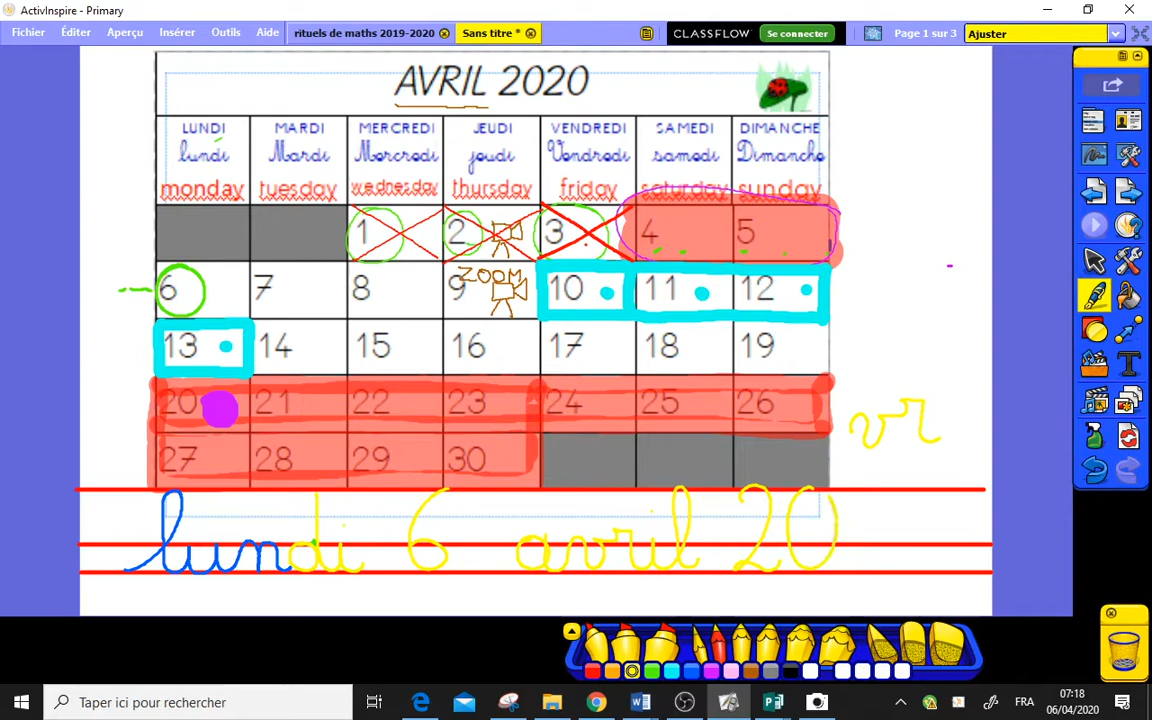 ActivInspire - Primary
Fichier Éditer Aperçu Insérer Outils Aide rituels de maths 2019-2020 Sans titre * CLASSFLOW Se connecter Page 1 sur 3 Ajuster
AVRIL 2020
LUNDI MARDI MERCREDI JEUDI VENDREDI SAMEDI DIMANCHE
lundi Mardi Mercredi jeudi Vendredi samedi Dimanche
monday tuesday wednesday thursday friday saturday sunday
1 2 3 4 5
ZOOM
6 7 8 9 10 11 12
13 14 15 16 17 18 19
20 21 22 23 24 25 26
vr
27 28 29 30
lundi 6 avril 20
Taper ici pour rechercher
FRA
07:18
06/04/2020